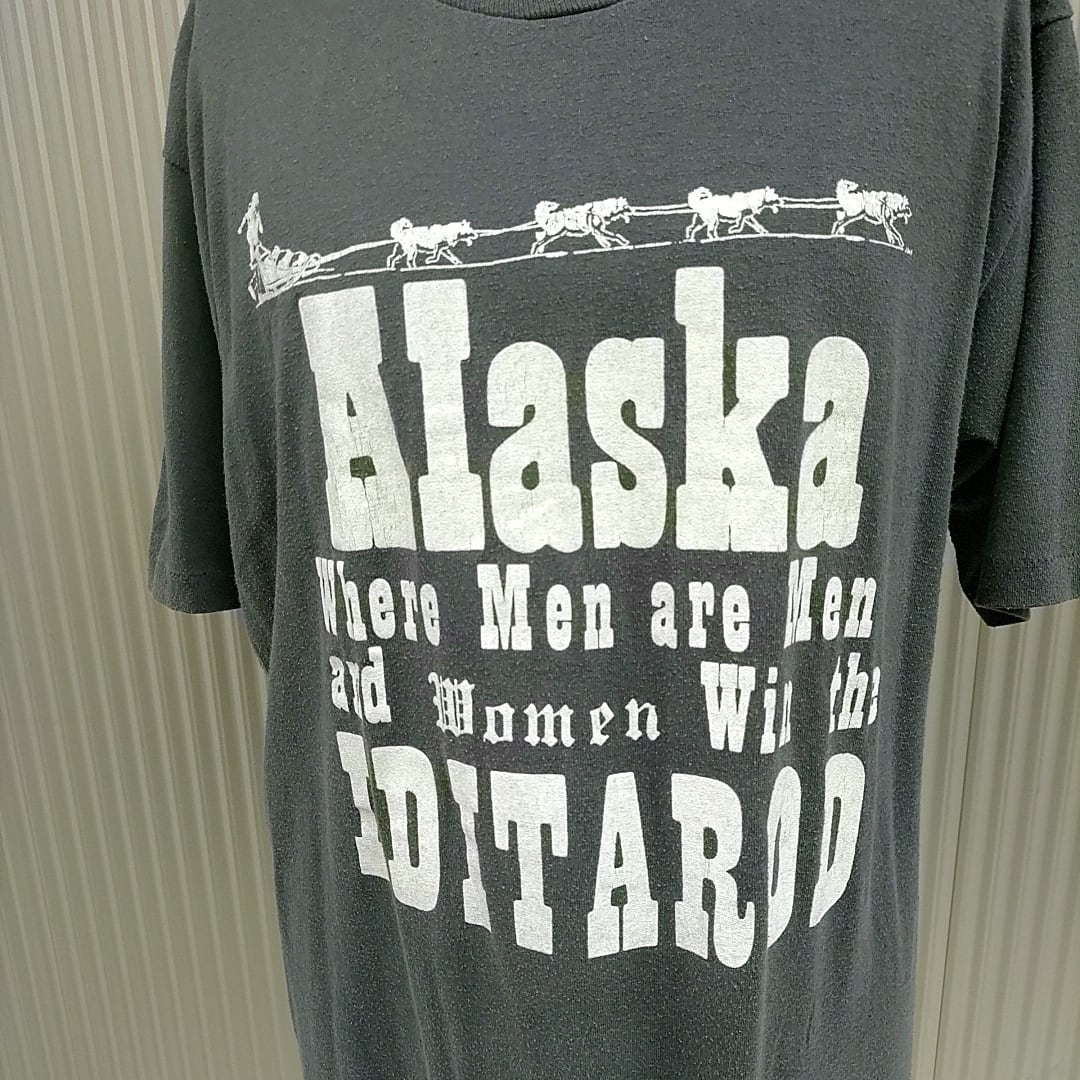 Alaska
Where Men are Men
and Women Win the
IDITAROD